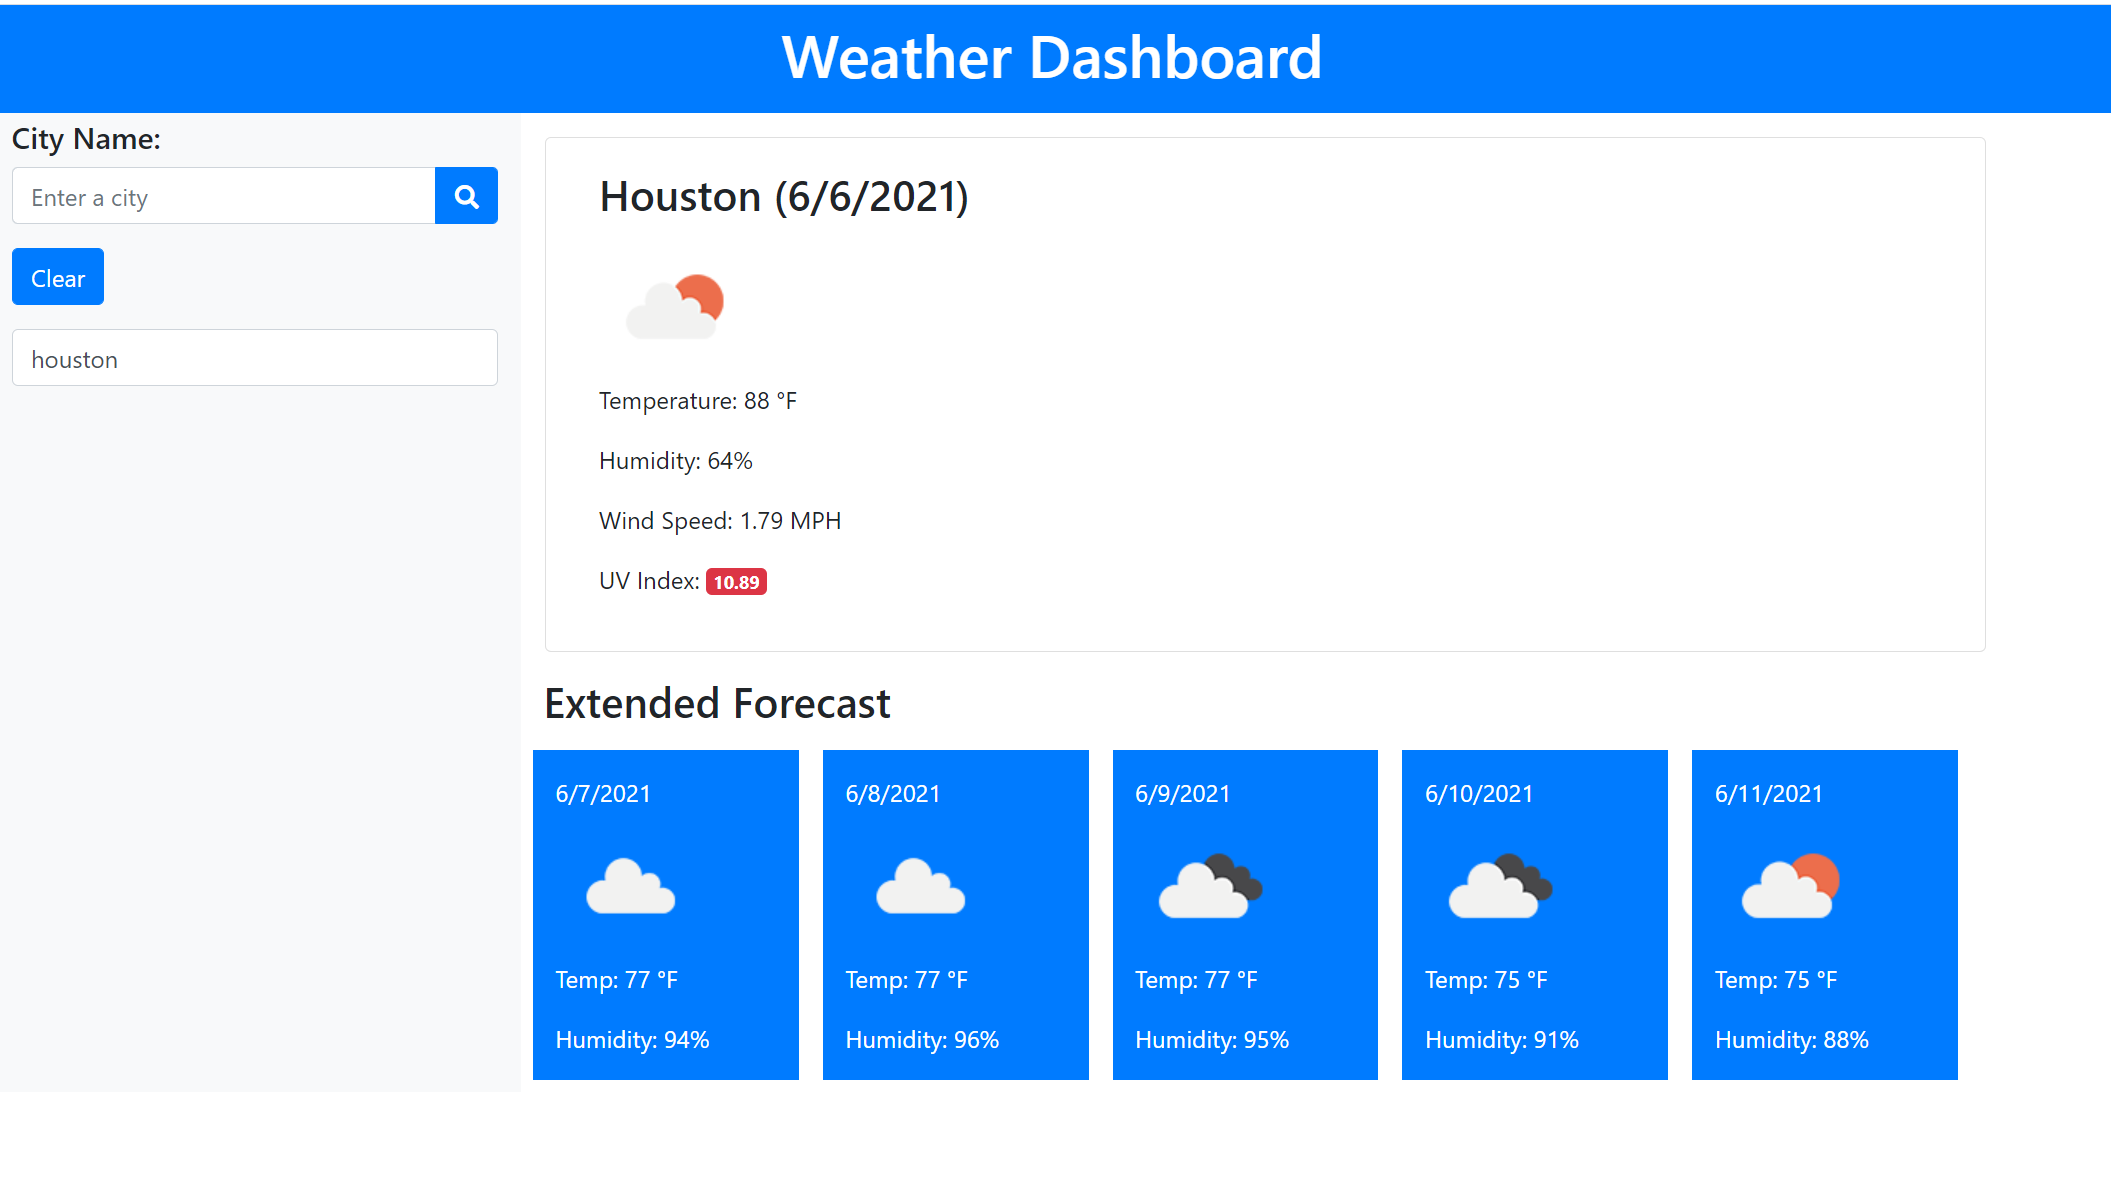 Weather Dashboard
City Name:
Enter a city
Clear
houston
Houston (6/6/2021)
Temperature: 88 °F
Humidity: 64%
Wind Speed: 1.79 MPH
UV Index: 10.89
Extended Forecast
6/7/2021
Temp: 77 °F
Humidity: 94%
6/8/2021
Temp: 77 °F
Humidity: 96%
6/9/2021
Temp: 77 °F
Humidity: 95%
6/10/2021
Temp: 75 °F
Humidity: 91%
6/11/2021
Temp: 75 °F
Humidity: 88%